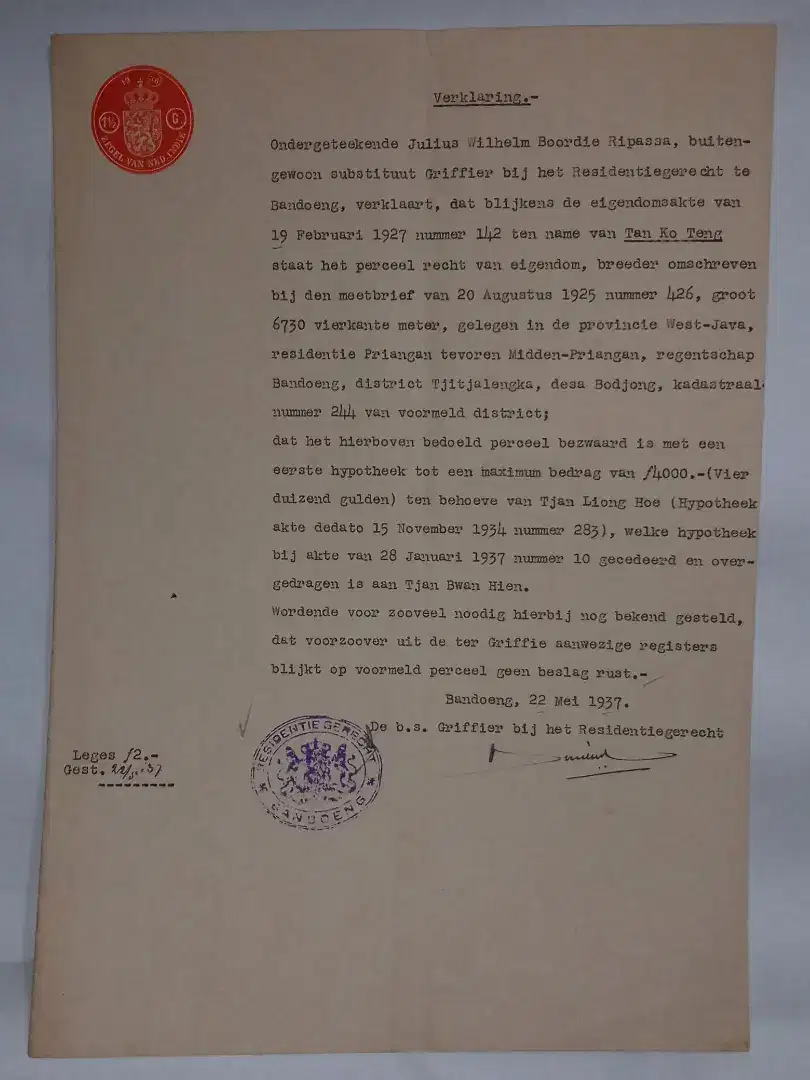 1½ G.
ZEGEL VAN NED. INDIE
Verklaring.-
Ondergeteekende Julius Wilhelm Boordie Ripassa, buiten-
gewoon substituut Griffier bij het Residentiegerecht te
Bandoeng, verklaart, dat blijkens de eigendomsakte van
19 Februari 1927 nummer 142 ten name van Tan Ko Teng
staat het perceel recht van eigendom, breeder omschreven
bij den meetbrief van 20 Augustus 1925 nummer 426, groot
6730 vierkante meter, gelegen in de provincie West-Java,
residentie Priangan tevoren Midden-Priangan, regentschap
Bandoeng, district Tjitjalengka, desa Bodjong, kadastraal
nummer 244 van voormeld district;
dat het hierboven bedoeld perceel bezwaard is met een
eerste hypotheek tot een maximum bedrag van ƒ4000.-(Vier
duizend gulden) ten behoeve van Tjan Liong Hoe (Hypotheek
akte dedato 15 November 1934 nummer 283), welke hypotheek
bij akte van 28 Januari 1937 nummer 10 gecedeerd en over-
gedragen is aan Tjan Bwan Hien.
Wordende voor zooveel noodig hierbij nog bekend gesteld,
dat voorzoover uit de ter Griffie aanwezige registers
blijkt op voormeld perceel geen beslag rust.-
Bandoeng, 22 Mei 1937.
De b.s. Griffier bij het Residentiegerecht
RESIDENTIEGERECHT
BANDOENG
Leges ƒ2.-
Gest. 22/5-37